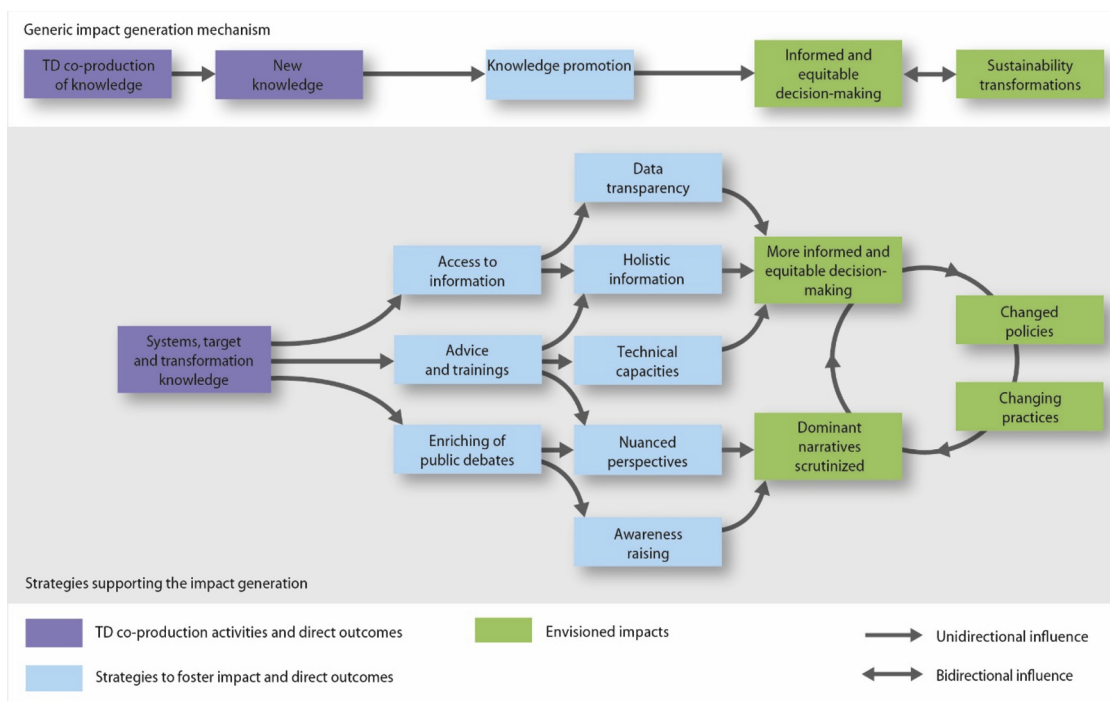 Generic impact generation mechanism
TD co-production
of knowledge
New
knowledge
Knowledge promotion
Informed and
equitable
decision-making
Sustainability
transformations
Data
transparency
Access to
information
Holistic
information
More informed and
equitable decision-
making
Changed
policies
Systems, target
and transformation
knowledge
Advice
and trainings
Technical
capacities
Changing
practices
Enriching of
public debates
Nuanced
perspectives
Dominant
narratives
scrutinized
Awareness
raising
Strategies supporting the impact generation
TD co-production activities and direct outcomes
Envisioned impacts
Unidirectional influence
Strategies to foster impact and direct outcomes
Bidirectional influence